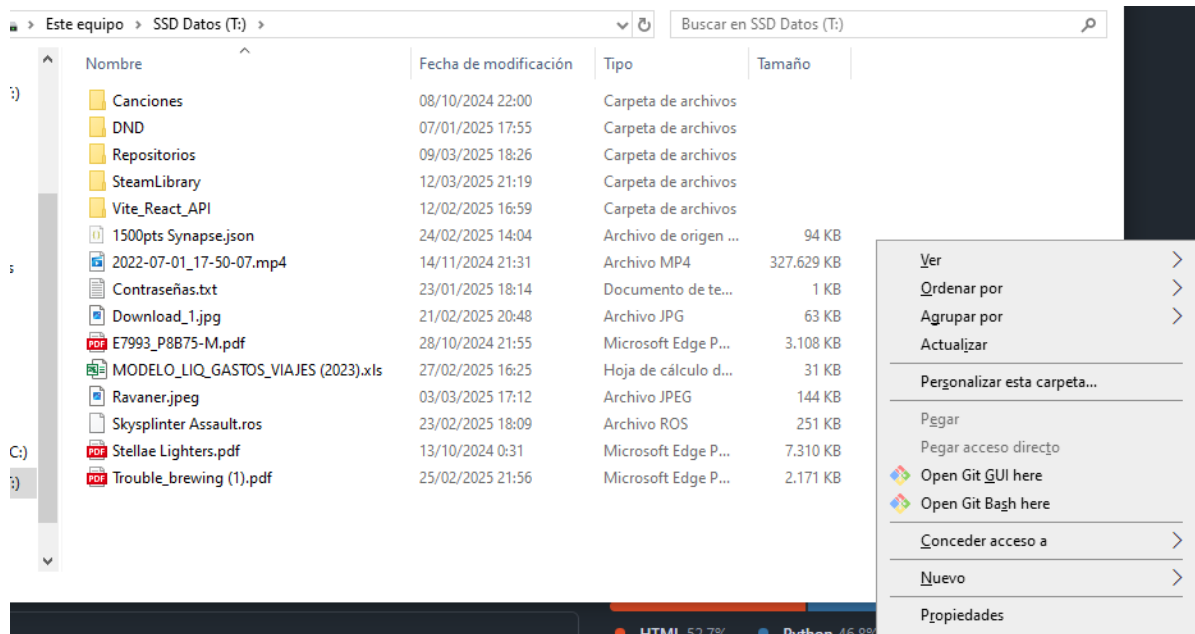 Este equipo > SSD Datos (T:) >
Buscar en SSD Datos (T:)
Nombre Fecha de modificación Tipo Tamaño
Canciones 08/10/2024 22:00 Carpeta de archivos
DND 07/01/2025 17:55 Carpeta de archivos
Repositorios 09/03/2025 18:26 Carpeta de archivos
SteamLibrary 12/03/2025 21:19 Carpeta de archivos
Vite_React_API 12/02/2025 16:59 Carpeta de archivos
1500pts Synapse.json 24/02/2025 14:04 Archivo de origen ... 94 KB
2022-07-01_17-50-07.mp4 14/11/2024 21:31 Archivo MP4 327.629 KB
Contraseñas.txt 23/01/2025 18:14 Documento de te... 1 KB
Download_1.jpg 21/02/2025 20:48 Archivo JPG 63 KB
PDF E7993_P8B75-M.pdf 28/10/2024 21:55 Microsoft Edge P... 3.108 KB
MODELO_LIQ_GASTOS_VIAJES (2023).xls 27/02/2025 16:25 Hoja de cálculo d... 31 KB
Ravaner.jpeg 03/03/2025 17:12 Archivo JPEG 144 KB
Skysplinter Assault.ros 23/02/2025 18:09 Archivo ROS 251 KB
PDF Stellae Lighters.pdf 13/10/2024 0:31 Microsoft Edge P... 7.310 KB
PDF Trouble_brewing (1).pdf 25/02/2025 21:56 Microsoft Edge P... 2.171 KB
:)
s
C:)
:)
Ver
Ordenar por
Agrupar por
Actualizar
Personalizar esta carpeta...
Pegar
Pegar acceso directo
Open Git GUI here
Open Git Bash here
Conceder acceso a
Nuevo
Propiedades
HTML 52.7% Python 46.8%